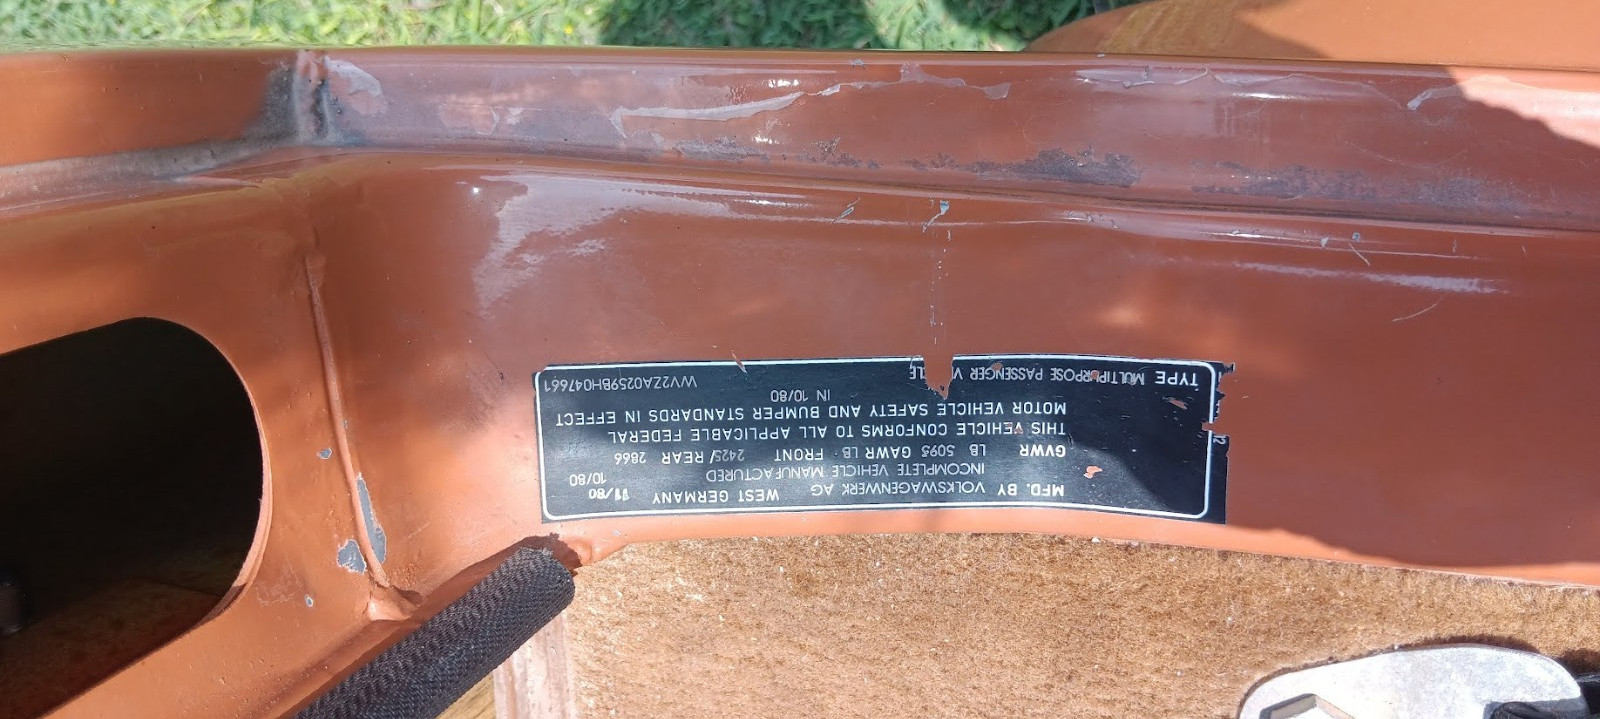 MFD. BY VOLKSWAGENWERK AG WEST GERMANY 11/80
INCOMPLETE VEHICLE MANUFACTURED 10/80
GVWR LB 5095 GAWR LB · FRONT 2425/ REAR 2866
THIS VEHICLE CONFORMS TO ALL APPLICABLE FEDERAL
MOTOR VEHICLE SAFETY AND BUMPER STANDARDS IN EFFECT
IN 10/80
TYPE MULTIPURPOSE PASSENGER VEHICLE WV2ZA0259BH047661